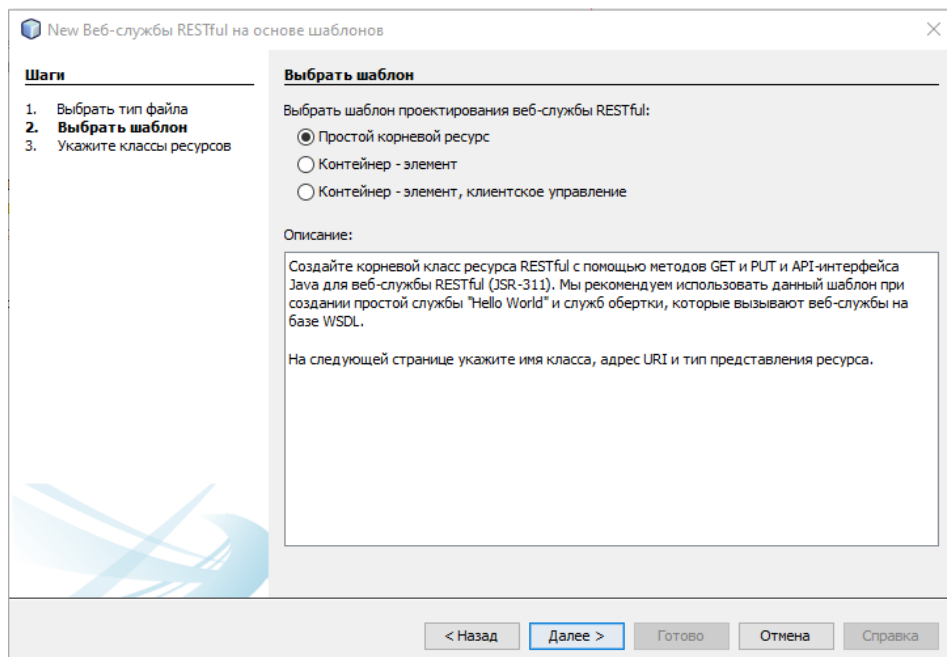 New Веб-службы RESTful на основе шаблонов
Шаги
1. Выбрать тип файла
2. Выбрать шаблон
3. Укажите классы ресурсов
Выбрать шаблон
Выбрать шаблон проектирования веб-службы RESTful:
Простой корневой ресурс
Контейнер - элемент
Контейнер - элемент, клиентское управление
Описание:
Создайте корневой класс ресурса RESTful с помощью методов GET и PUT и API-интерфейса
Java для веб-службы RESTful (JSR-311). Мы рекомендуем использовать данный шаблон при
создании простой службы "Hello World" и служб обертки, которые вызывают веб-службы на
базе WSDL.
На следующей странице укажите имя класса, адрес URI и тип представления ресурса.
< Назад
Далее >
Готово
Отмена
Справка